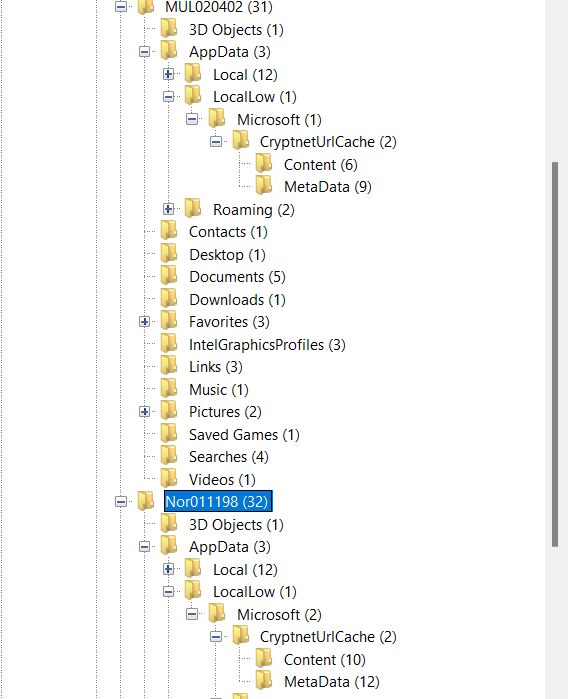 MUL020402 (31)
3D Objects (1)
AppData (3)
Local (12)
LocalLow (1)
Microsoft (1)
CryptnetUrlCache (2)
Content (6)
MetaData (9)
Roaming (2)
Contacts (1)
Desktop (1)
Documents (5)
Downloads (1)
Favorites (3)
IntelGraphicsProfiles (3)
Links (3)
Music (1)
Pictures (2)
Saved Games (1)
Searches (4)
Videos (1)
Nor011198 (32)
3D Objects (1)
AppData (3)
Local (12)
LocalLow (1)
Microsoft (2)
CryptnetUrlCache (2)
Content (10)
MetaData (12)